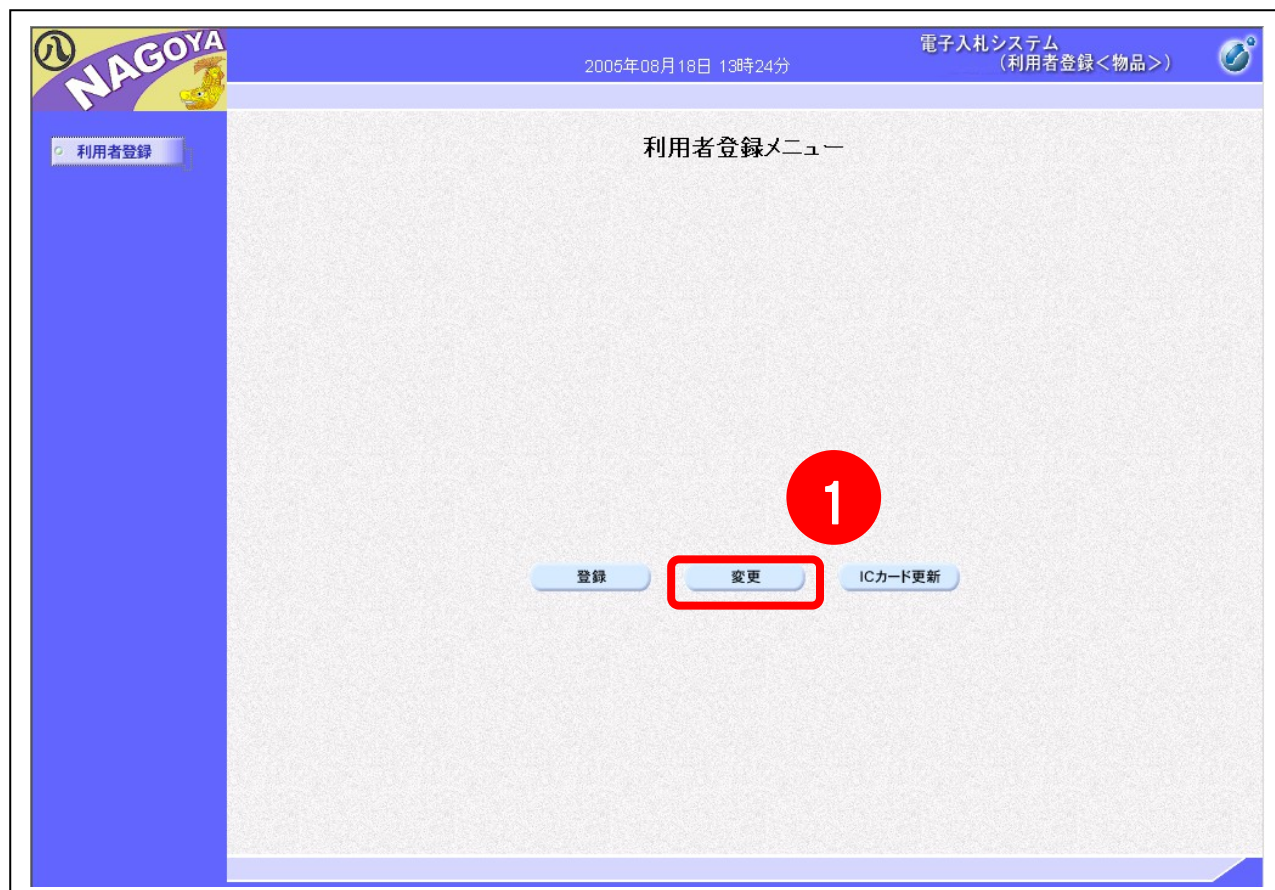 八
NAGOYA
2005年08月18日 13時24分
電子入札システム
(利用者登録<物品>)
利用者登録
利用者登録メニュー
1
登録
変更
ICカード更新